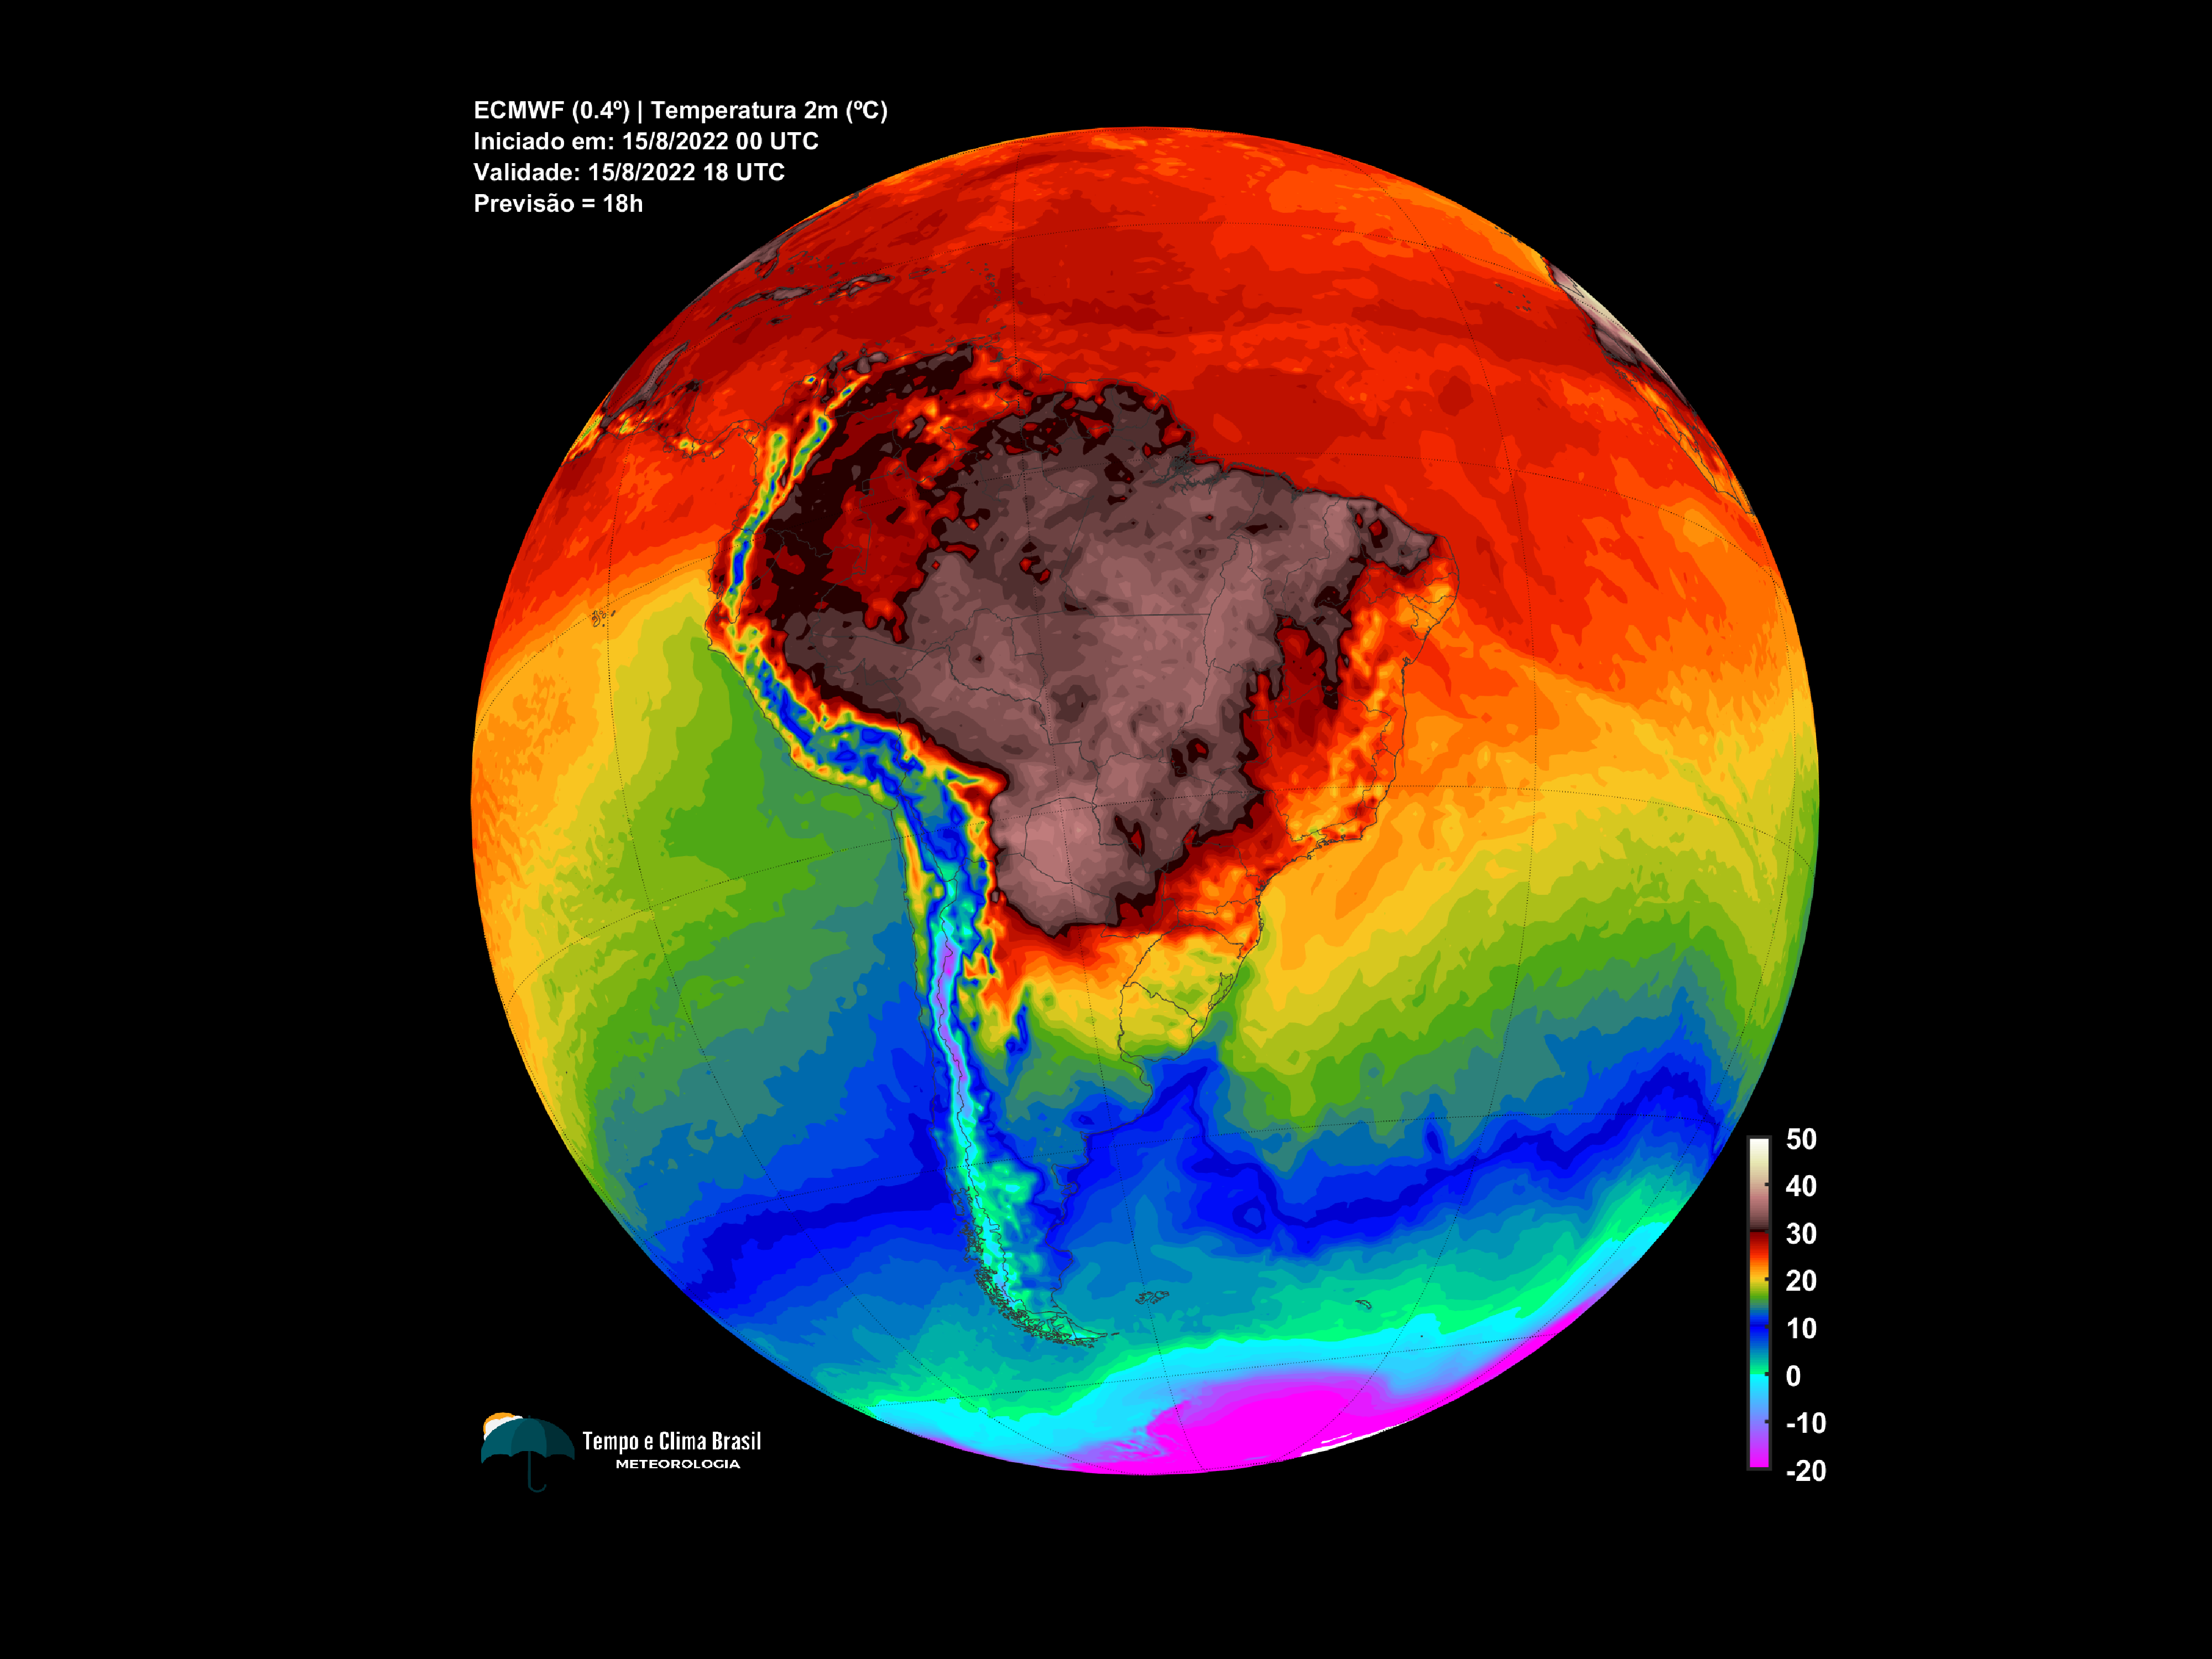 ECMWF (0.4º) | Temperatura 2m (ºC)
Iniciado em: 15/8/2022 00 UTC
Validade: 15/8/2022 18 UTC
Previsão = 18h
50
40
30
20
10
0
-10
-20
Tempo e Clima Brasil
METEOROLOGIA